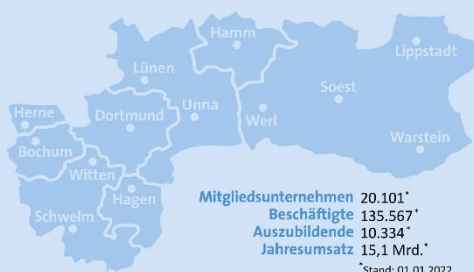 Hamm
Lippstadt
Lünen
Soest
Unna
Herne
Dortmund
Werl
Bochum
Warstein
Witten
Hagen
Schwelm
Mitgliedsunternehmen 20.101*
Beschäftigte 135.567*
Auszubildende 10.334*
Jahresumsatz 15,1 Mrd.*
*Stand: 01.01.2022